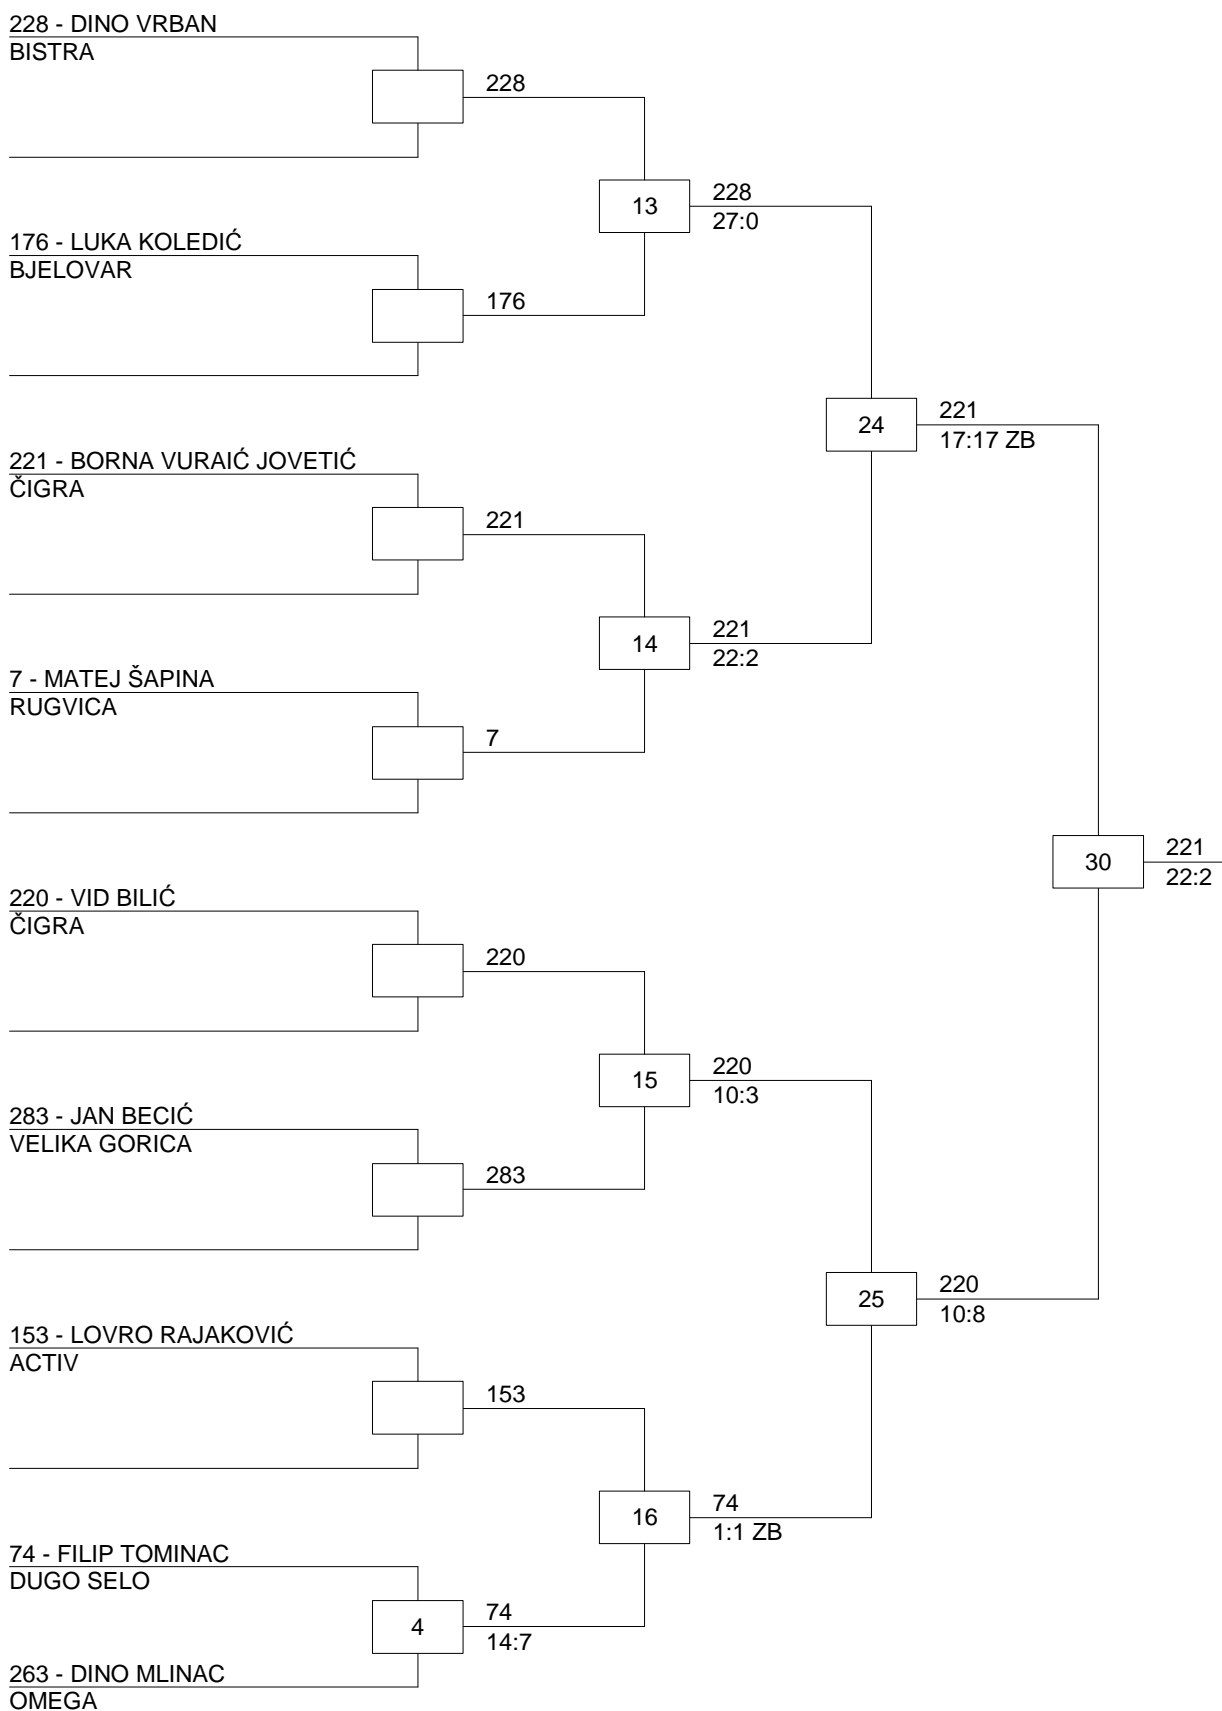 228 - DINO VRBAN
BISTRA
228
13
228
27:0
176 - LUKA KOLEDIĆ
BJELOVAR
176
24
221
17:17 ZB
221 - BORNA VURAIĆ JOVETIĆ
ČIGRA
221
14
221
22:2
7 - MATEJ ŠAPINA
RUGVICA
7
30
221
22:2
220 - VID BILIĆ
ČIGRA
220
15
220
10:3
283 - JAN BECIĆ
VELIKA GORICA
283
25
220
10:8
153 - LOVRO RAJAKOVIĆ
ACTIV
153
16
74
1:1 ZB
74 - FILIP TOMINAC
DUGO SELO
4
74
14:7
263 - DINO MLINAC
OMEGA